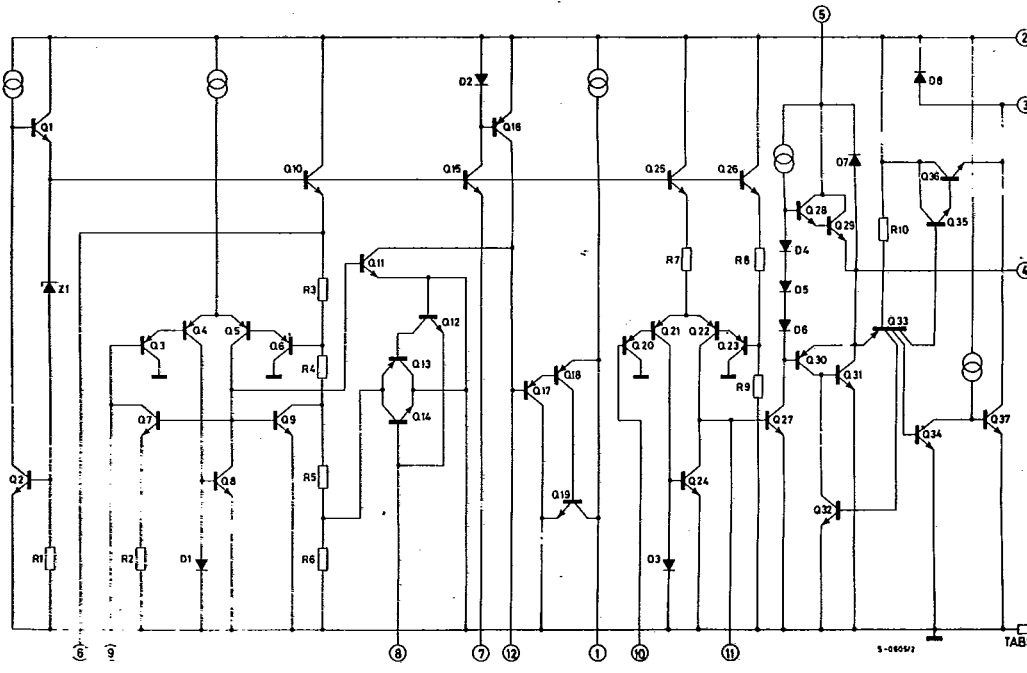 5
2
D8
3
D2
Q1
Q16
Q10
Q15
Q25
Q26
D7
Q36
Q28
Q29
R10
Q35
Q11
R7
R8
D4
4
Z1
R3
D5
Q12
Q3
Q4
Q5
Q6
Q20
Q21
Q22
Q23
D6
Q33
R4
Q13
Q17
Q18
Q30
Q31
R9
Q14
Q7
Q9
Q27
Q34
Q37
Q2
Q8
R5
Q19
Q24
Q32
R1
R2
D1
R6
D3
6
9
8
7
12
1
10
11
S-0605/2
TAB